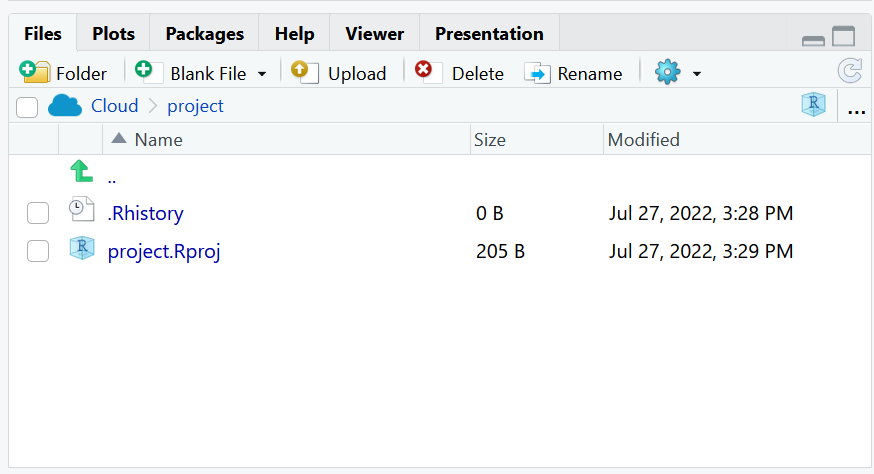 Files Plots Packages Help Viewer Presentation
Folder Blank File Upload Delete Rename
Cloud project R ...
Name Size Modified
..
.Rhistory 0 B Jul 27, 2022, 3:28 PM
R project.Rproj 205 B Jul 27, 2022, 3:29 PM